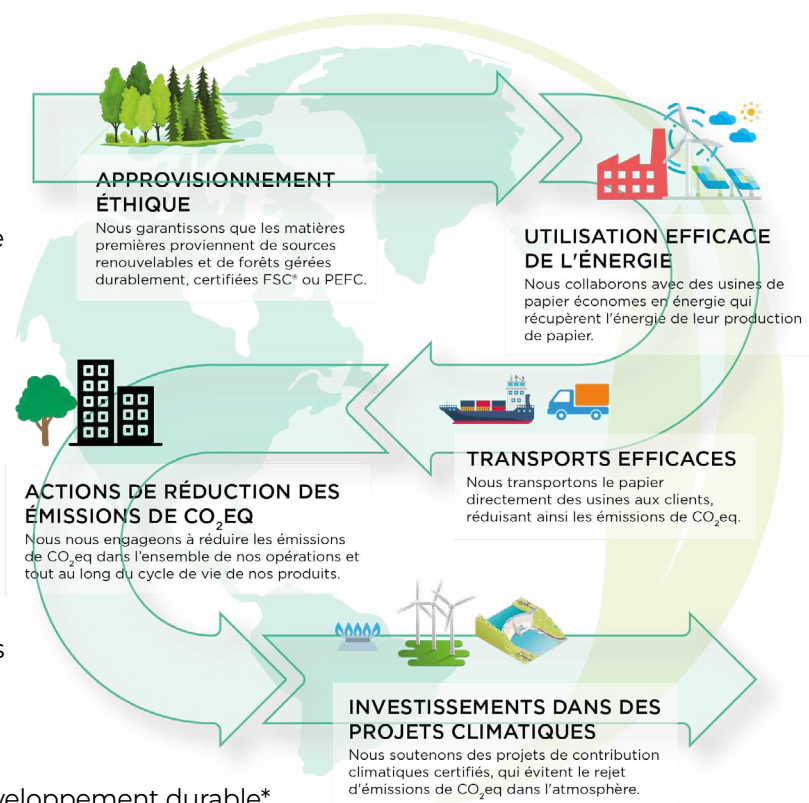 APPROVISIONNEMENT
ÉTHIQUE
Nous garantissons que les matières
premières proviennent de sources
renouvelables et de forêts gérées
durablement, certifiées FSC® ou PEFC.
UTILISATION EFFICACE
DE L'ÉNERGIE
Nous collaborons avec des usines de
papier économes en énergie qui
récupèrent l'énergie de leur production
de papier.
TRANSPORTS EFFICACES
Nous transportons le papier
directement des usines aux clients,
réduisant ainsi les émissions de CO₂eq.
ACTIONS DE RÉDUCTION DES
ÉMISSIONS DE CO₂EQ
Nous nous engageons à réduire les émissions
de CO₂eq dans l'ensemble de nos opérations et
tout au long du cycle de vie de nos produits.
INVESTISSEMENTS DANS DES
PROJETS CLIMATIQUES
Nous soutenons des projets de contribution
climatiques certifiés, qui évitent le rejet
d'émissions de CO₂eq dans l'atmosphère.
e
s
veloppement durable*